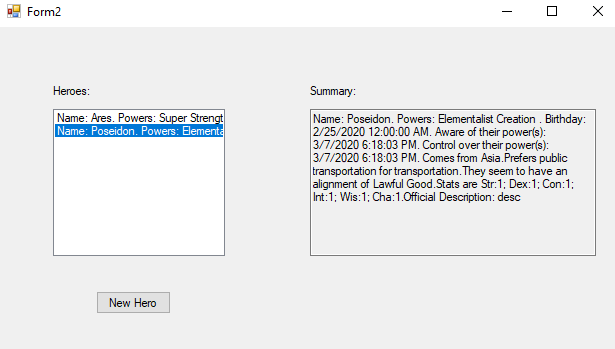 Form2
Heroes:
Summary:
Name: Ares. Powers: Super Strengt
Name: Poseidon. Powers: Elementa
Name: Poseidon. Powers: Elementalist Creation . Birthday:
2/25/2020 12:00:00 AM. Aware of their power(s):
3/7/2020 6:18:03 PM. Control over their power(s):
3/7/2020 6:18:03 PM. Comes from Asia.Prefers public
transportation for transportation.They seem to have an
alignment of Lawful Good.Stats are Str:1; Dex:1; Con:1;
Int:1; Wis:1; Cha:1.Official Description: desc
New Hero